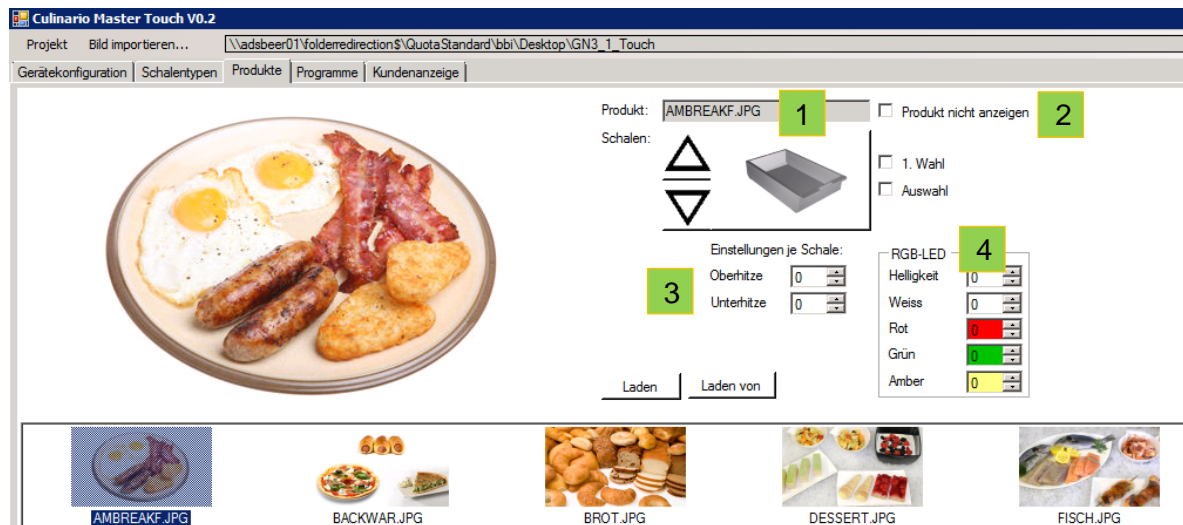 Culinario Master Touch V0.2
Projekt Bild importieren... \\adsbeer01\folderredirection$\QuotaStandard\bbi\Desktop\GN3_1_Touch
Gerätekonfiguration Schalentypen Produkte Programme Kundenanzeige
Produkt: AMBREAKF.JPG 1 Produkt nicht anzeigen 2
Schalen:
1. Wahl
Auswahl
Einstellungen je Schale:
3 Oberhitze 0
Unterhitze 0
RGB-LED 4
Helligkeit 0
Weiss 0
Rot 0
Grün 0
Amber 0
Laden Laden von
AMBREAKF.JPG BACKWAR.JPG BROT.JPG DESSERT.JPG FISCH.JPG